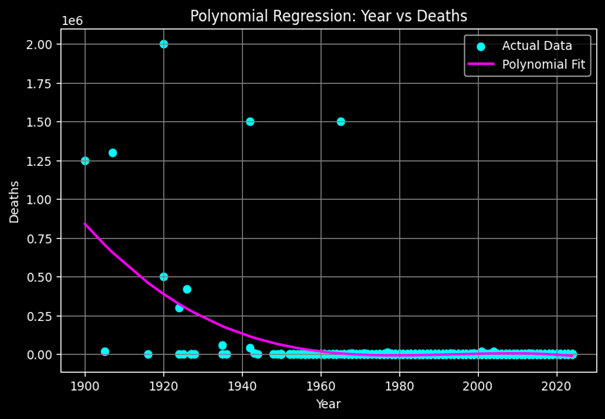 Polynomial Regression: Year vs Deaths
1e6
Actual Data
Polynomial Fit
2.00
1.75
1.50
1.25
1.00
0.75
0.50
0.25
0.00
Deaths
1900 1920 1940 1960 1980 2000 2020
Year